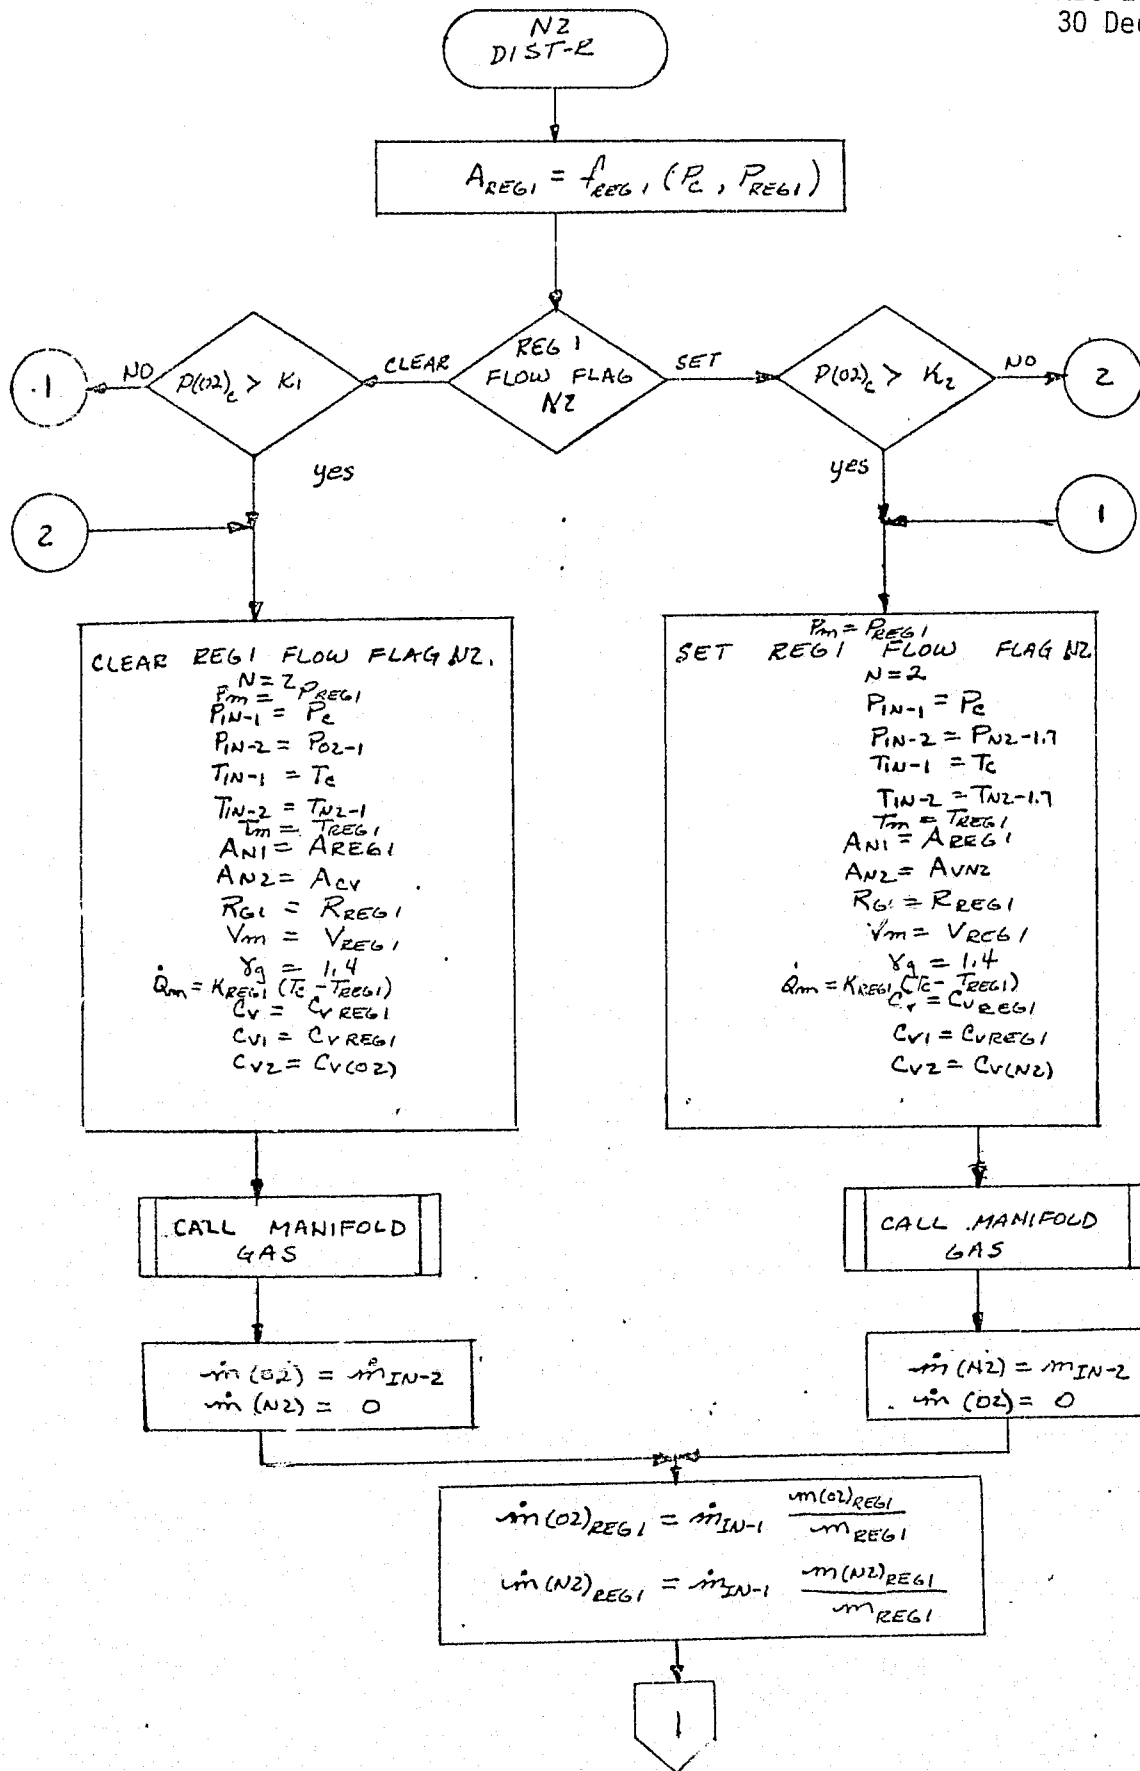 30 Dec
N2
DIST-R
A_REG1 = f_REG1 (P_c, P_REG1)
1
NO
P(O2)_c > K_1
CLEAR
REG 1
FLOW FLAG
N2
SET
P(O2)_c > K_2
NO
2
yes
yes
2
1
CLEAR REG1 FLOW FLAG N2.
N=2
P_m = P_REG1
P_IN-1 = P_c
P_IN-2 = P_O2-1
T_IN-1 = T_c
T_IN-2 = T_N2-1
T_m = T_REG1
A_N1 = A_REG1
A_N2 = A_CV
R_G1 = R_REG1
V_m = V_REG1
γ_g = 1.4
Q̇_m = K_REG1 (T_c - T_REG1)
C_V = C_V REG1
C_V1 = C_V REG1
C_V2 = C_V(O2)
P_m = P_REG1
SET REG1 FLOW FLAG N2
N=2
P_IN-1 = P_c
P_IN-2 = P_N2-1.7
T_IN-1 = T_c
T_IN-2 = T_N2-1.7
T_m = T_REG1
A_N1 = A_REG1
A_N2 = A_VN2
R_G1 = R_REG1
V_m = V_REG1
γ_g = 1.4
Q̇_m = K_REG1 (T_c - T_REG1)
C_V = C_V REG1
C_V1 = C_V REG1
C_V2 = C_V(N2)
CALL MANIFOLD
GAS
CALL MANIFOLD
GAS
ṁ(O2) = ṁ_IN-2
ṁ(N2) = 0
ṁ(N2) = m_IN-2
ṁ(O2) = 0
ṁ(O2)_REG1 = ṁ_IN-1 m(O2)_REG1 / m_REG1
ṁ(N2)_REG1 = ṁ_IN-1 m(N2)_REG1 / m_REG1
1